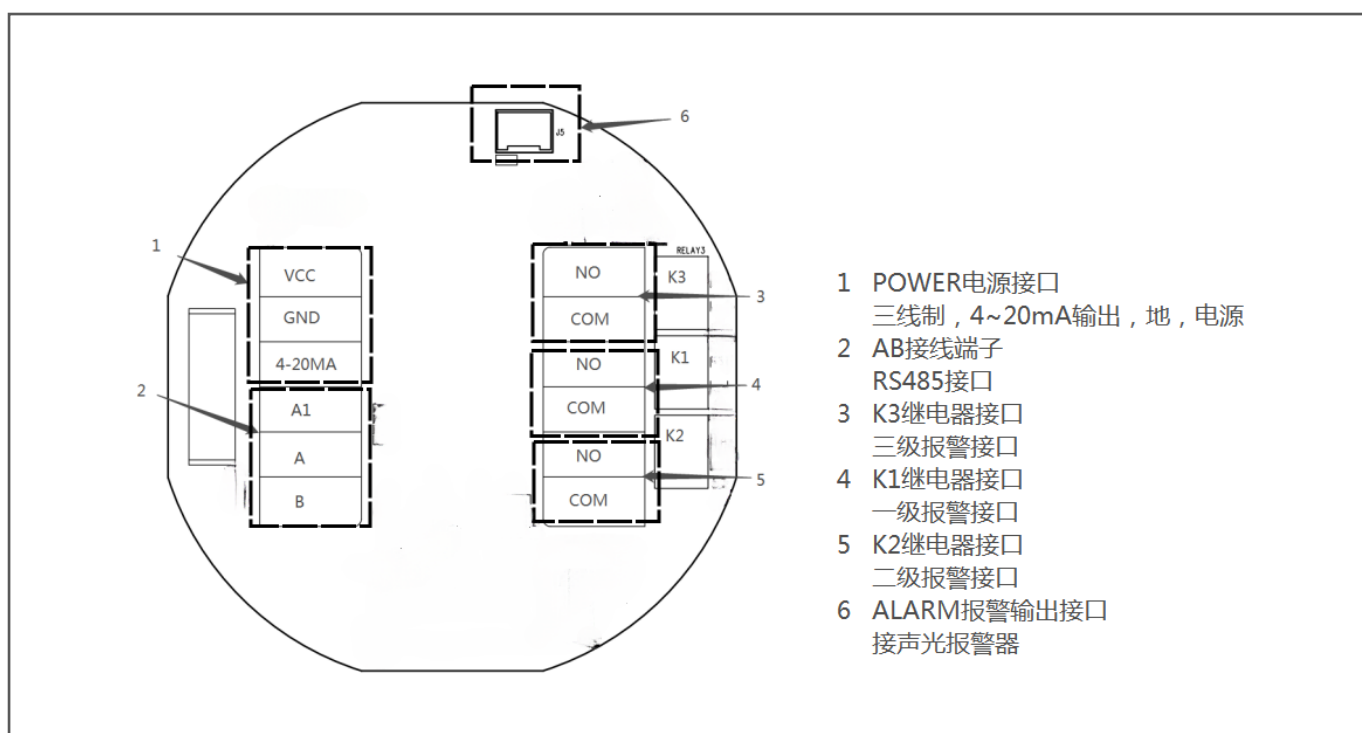 6
J5
1
VCC
GND
4-20MA
2
A1
A
B
RELAY3
NO
K3
COM
3
NO
K1
COM
4
K2
NO
COM
5
1 POWER电源接口
三线制，4~20mA输出，地，电源
2 AB接线端子
RS485接口
3 K3继电器接口
三级报警接口
4 K1继电器接口
一级报警接口
5 K2继电器接口
二级报警接口
6 ALARM报警输出接口
接声光报警器